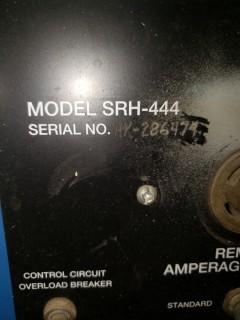 MODEL SRH-444
SERIAL NO. HK-286474
CONTROL CIRCUIT
OVERLOAD BREAKER
REM
AMPERAG
STANDARD